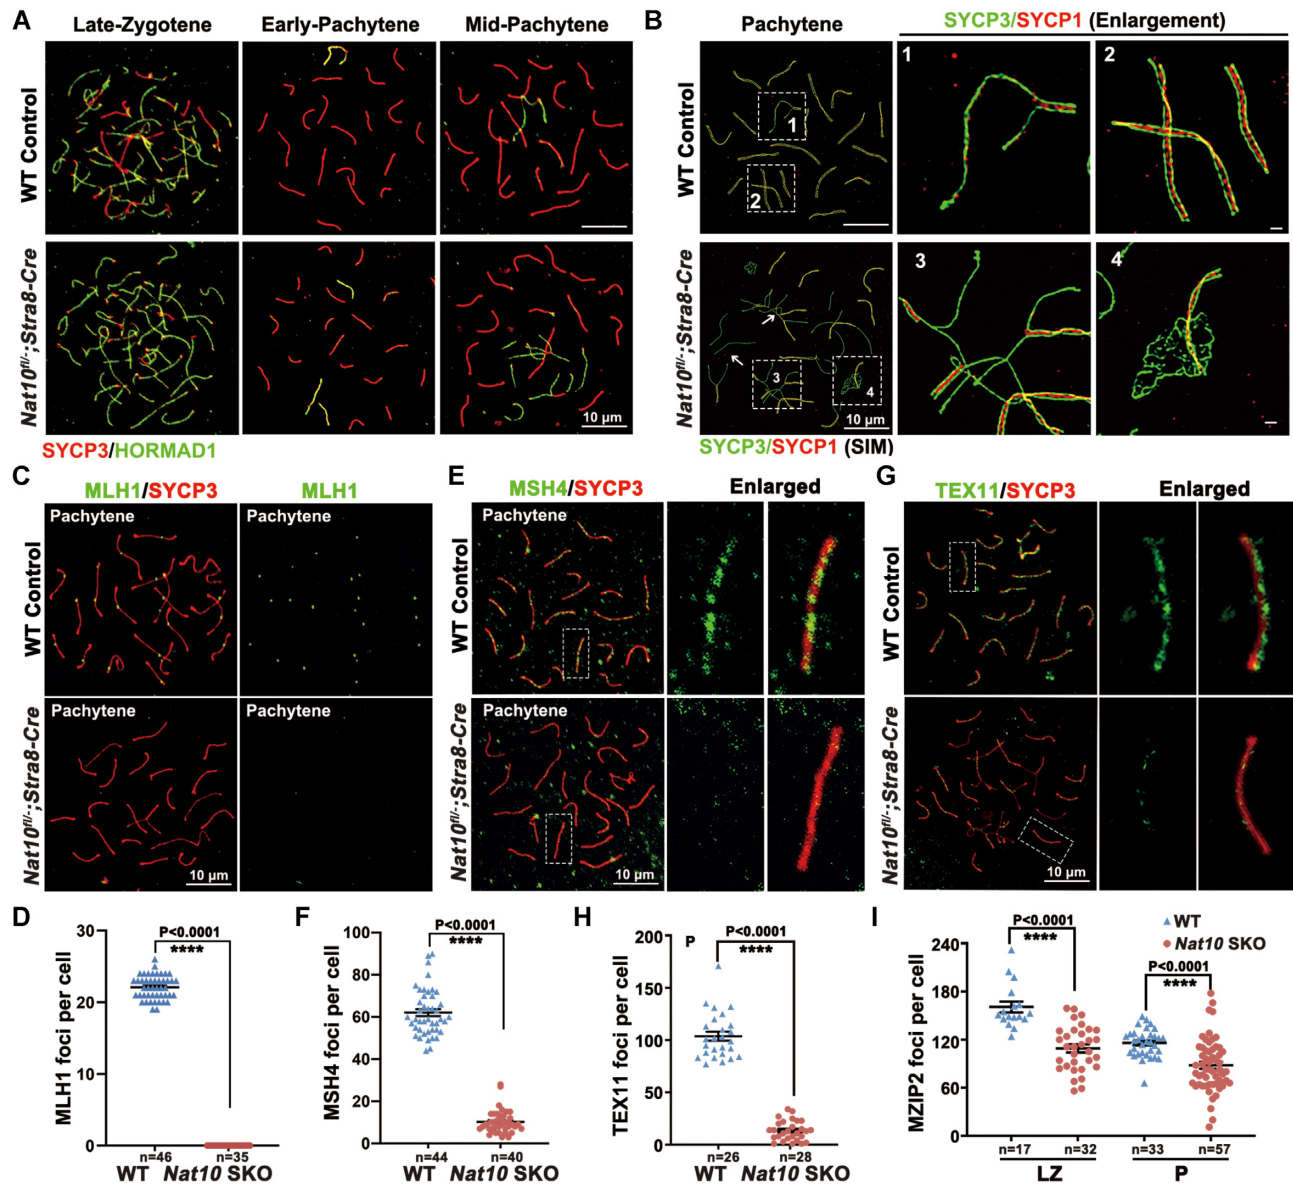 A
Late-Zygotene Early-Pachytene Mid-Pachytene
WT Control
Nat10fl/-;Stra8-Cre
10 µm
SYCP3/HORMAD1
B
Pachytene
SYCP3/SYCP1 (Enlargement)
WT Control
1
2
1
2
Nat10fl/-;Stra8-Cre
3
4
10 µm
3
4
SYCP3/SYCP1 (SIM)
C
MLH1/SYCP3 MLH1
WT Control
Pachytene Pachytene
Nat10fl/-;Stra8-Cre
Pachytene Pachytene
10 µm
E
MSH4/SYCP3 Enlarged
WT Control
Pachytene
Nat10fl/-;Stra8-Cre
Pachytene
10 µm
G
TEX11/SYCP3 Enlarged
WT Control
Nat10fl/-;Stra8-Cre
10 µm
D
MLH1 foci per cell
30
20
10
0
P<0.0001
****
n=46 n=35
WT Nat10 SKO
F
MSH4 foci per cell
100
80
60
40
20
0
P<0.0001
****
n=44 n=40
WT Nat10 SKO
H
TEX11 foci per cell
200
150
100
50
0
P
P<0.0001
****
n=26 n=28
WT Nat10 SKO
I
MZIP2 foci per cell
240
180
120
60
0
WT
Nat10 SKO
P<0.0001
****
P<0.0001
****
n=17 n=32 n=33 n=57
LZ P